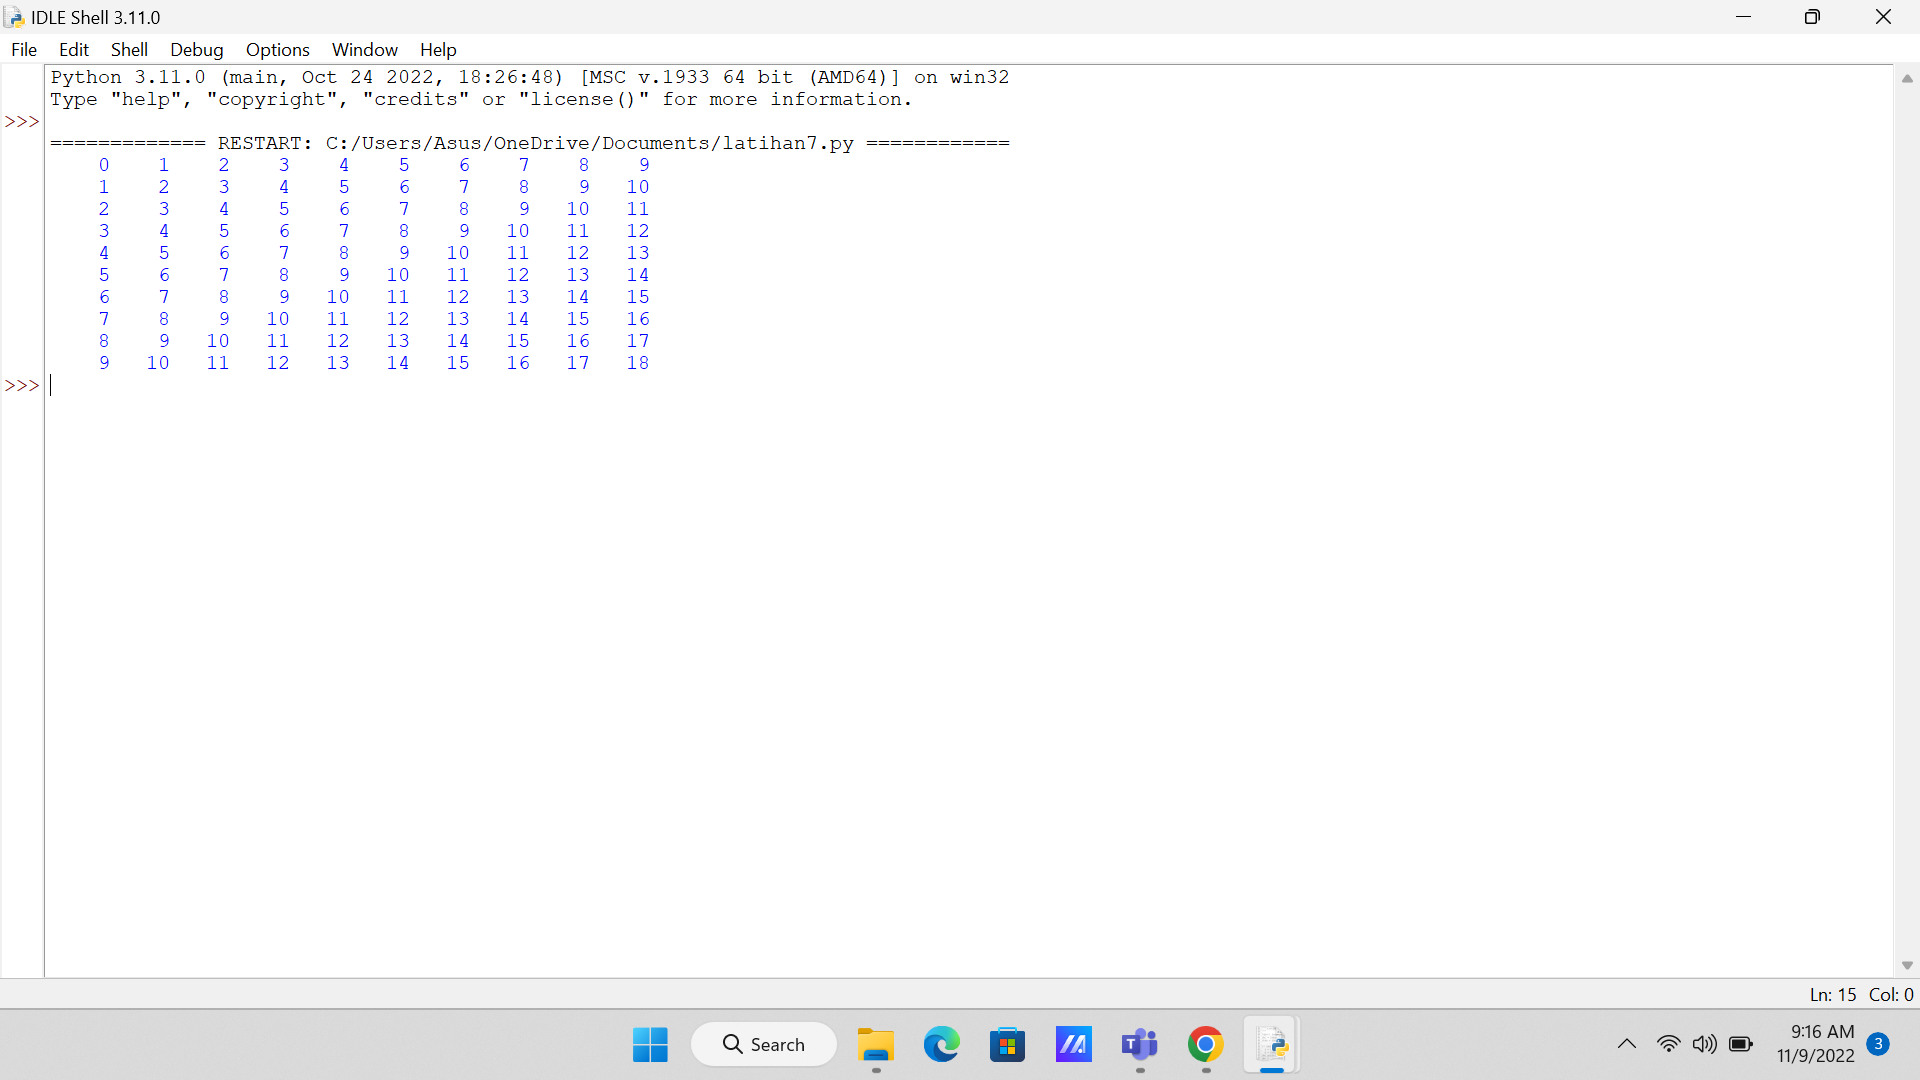 IDLE Shell 3.11.0
File Edit Shell Debug Options Window Help
Python 3.11.0 (main, Oct 24 2022, 18:26:48) [MSC v.1933 64 bit (AMD64)] on win32
Type "help", "copyright", "credits" or "license()" for more information.
>>>
============= RESTART: C:/Users/Asus/OneDrive/Documents/latihan7.py ============
0 1 2 3 4 5 6 7 8 9
1 2 3 4 5 6 7 8 9 10
2 3 4 5 6 7 8 9 10 11
3 4 5 6 7 8 9 10 11 12
4 5 6 7 8 9 10 11 12 13
5 6 7 8 9 10 11 12 13 14
6 7 8 9 10 11 12 13 14 15
7 8 9 10 11 12 13 14 15 16
8 9 10 11 12 13 14 15 16 17
9 10 11 12 13 14 15 16 17 18
>>>
Ln: 15 Col: 0
Search
9:16 AM
11/9/2022
3